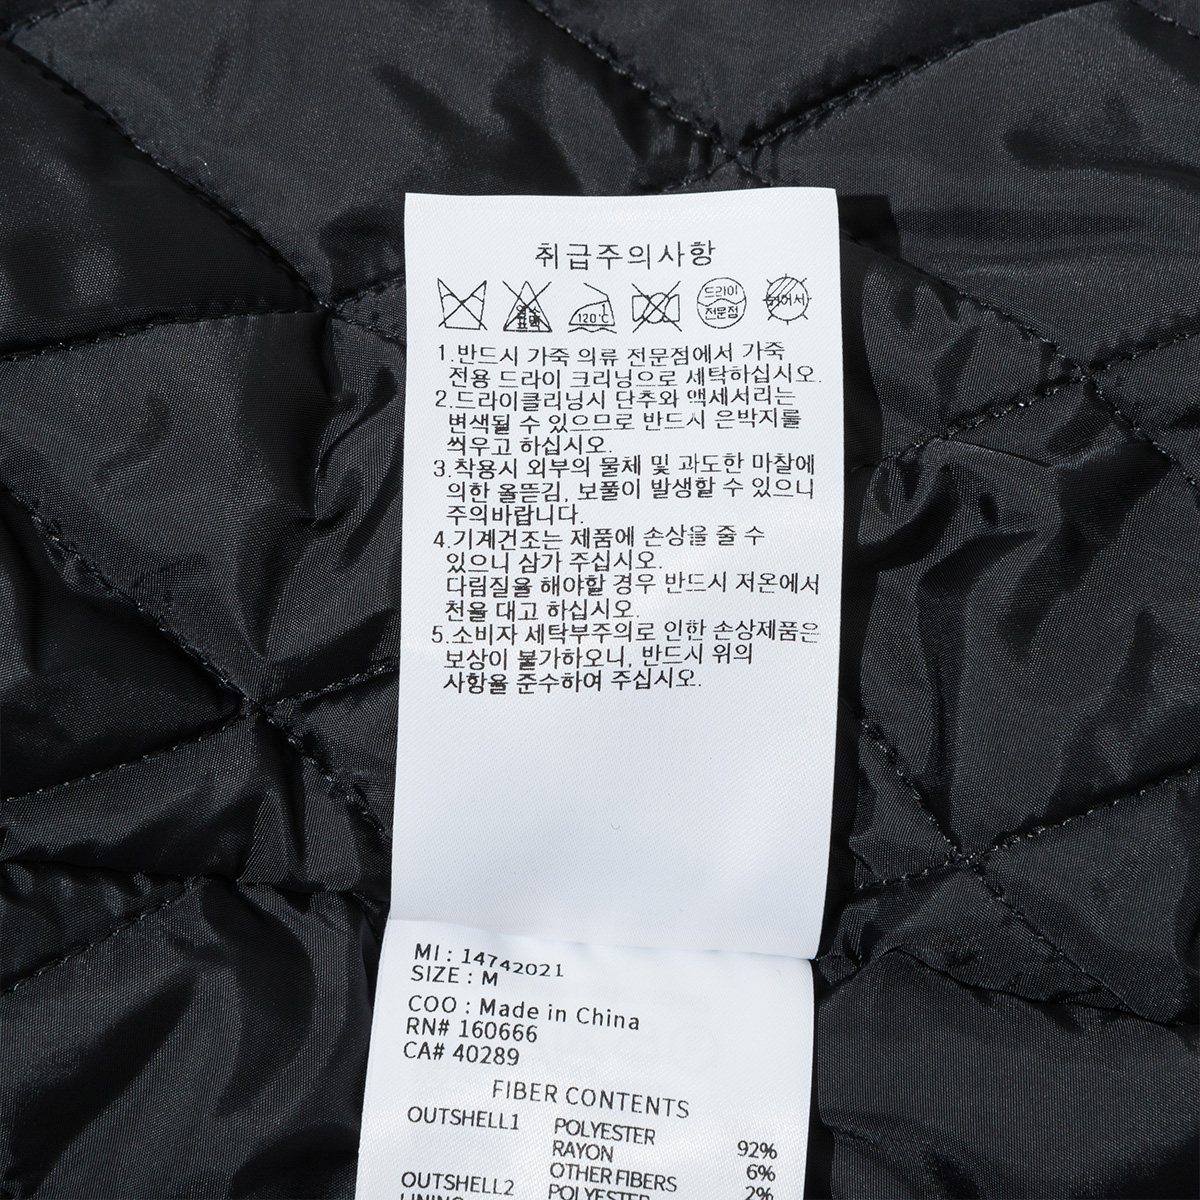 취급주의사항
염소표백
120℃
드라이
전문점
뉘어서
1.반드시 가죽 의류 전문점에서 가죽
전용 드라이 크리닝으로 세탁하십시오.
2.드라이클리닝시 단추와 액세서리는
변색될 수 있으므로 반드시 은박지를
씌우고 하십시오.
3.착용시 외부의 물체 및 과도한 마찰에
의한 올뜯김, 보풀이 발생할 수 있으니
주의바랍니다.
4.기계건조는 제품에 손상을 줄 수
있으니 삼가 주십시오.
다림질을 해야할 경우 반드시 저온에서
천을 대고 하십시오.
5.소비자 세탁부주의로 인한 손상제품은
보상이 불가하오니, 반드시 위의
사항을 준수하여 주십시오.
MI : 14742021
SIZE : M
COO : Made in China
RN# 160666
CA# 40289
FIBER CONTENTS
OUTSHELL1 POLYESTER 92%
RAYON 6%
OTHER FIBERS 2%
OUTSHELL2 POLYESTER
LINING